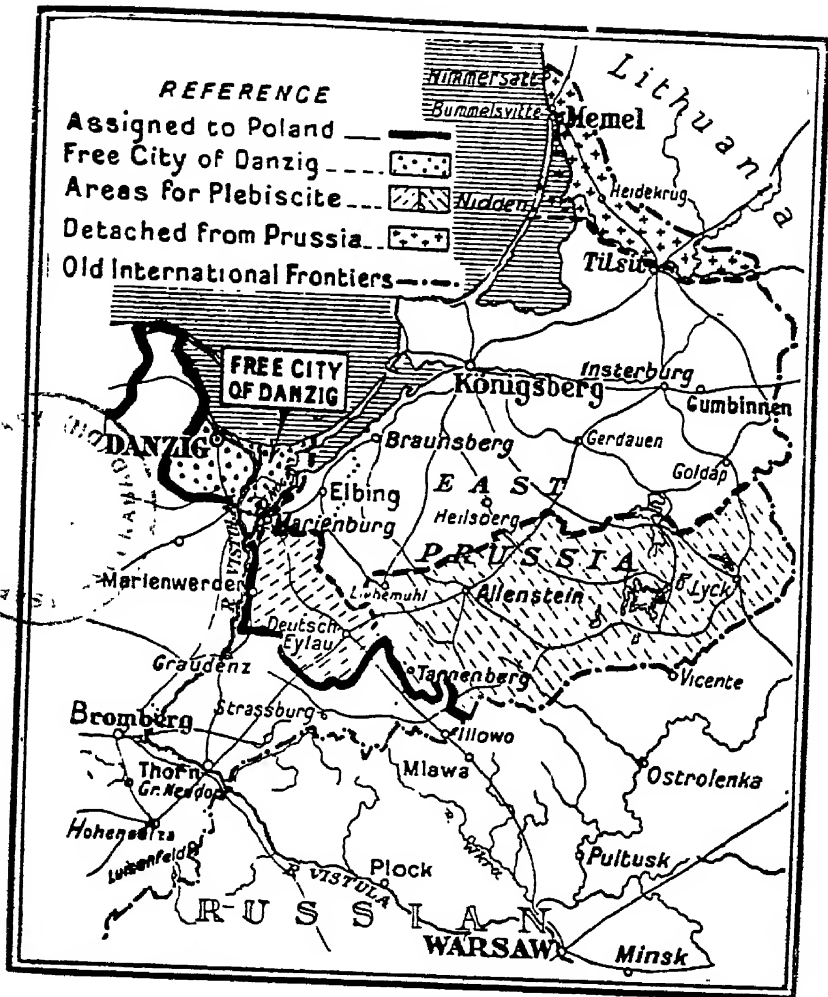 REFERENCE
Assigned to Poland
Free City of Danzig
Areas for Plebiscite
Detached from Prussia
Old International Frontiers
Nimmersatt
Bummelsvitte
Memel
Lithuania
Heidekrug
Nidden
Tilsit
FREE CITY
OF DANZIG
DANZIG
Königsberg
Insterburg
Gumbinnen
Braunsberg
Gerdauen
Goldap
Elbing
EAST
PRUSSIA
Heilsberg
Marienburg
R. VISTULA
Marienwerder
Allenstein
Lyck
Deutsch
Eylau
Tannenberg
Vicente
Graudenz
Strassburg
Bromberg
Illowo
Mlawa
Ostrolenka
Thorn
Plock
Pultusk
R. VISTULA
RUSSIAN
WARSAW
Minsk